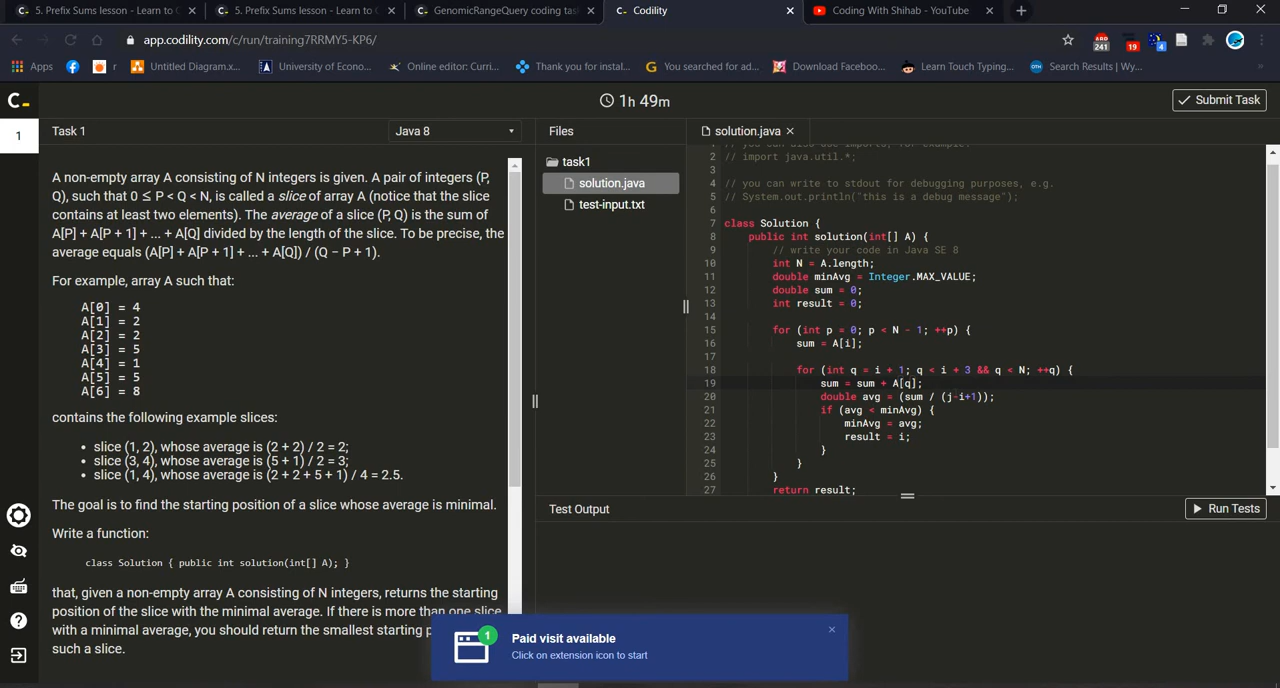 5. Prefix Sums lesson - Learn to C
5. Prefix Sums lesson - Learn to C
GenomicRangeQuery coding tas
Codility
Coding With Shihab - YouTube
app.codility.com/c/run/training7RRMY5-KP6/
241
19
4
Apps
r
Untitled Diagram.x...
University of Econo...
Online editor: Curri...
Thank you for instal...
You searched for ad...
Download Faceboo...
Learn Touch Typing...
Search Results | Wy...
1h 49m
Submit Task
1
Task 1
Java 8
Files
solution.java
task1
solution.java
test-input.txt
A non-empty array A consisting of N integers is given. A pair of integers (P,
Q), such that 0 ≤ P < Q < N, is called a slice of array A (notice that the slice
contains at least two elements). The average of a slice (P, Q) is the sum of
A[P] + A[P + 1] + ... + A[Q] divided by the length of the slice. To be precise, the
average equals (A[P] + A[P + 1] + ... + A[Q]) / (Q − P + 1).
For example, array A such that:
A[0] = 4
A[1] = 2
A[2] = 2
A[3] = 5
A[4] = 1
A[5] = 5
A[6] = 8
contains the following example slices:
• slice (1, 2), whose average is (2 + 2) / 2 = 2;
• slice (3, 4), whose average is (5 + 1) / 2 = 3;
• slice (1, 4), whose average is (2 + 2 + 5 + 1) / 4 = 2.5.
The goal is to find the starting position of a slice whose average is minimal.
Write a function:
class Solution { public int solution(int[] A); }
that, given a non-empty array A consisting of N integers, returns the starting
position of the slice with the minimal average. If there is more than one slice
with a minimal average, you should return the smallest starting p
such a slice.
// you can also use imports, for example:
2 // import java.util.*;
3
4 // you can write to stdout for debugging purposes, e.g.
5 // System.out.println("this is a debug message");
6
7 class Solution {
8 public int solution(int[] A) {
9 // write your code in Java SE 8
10 int N = A.length;
11 double minAvg = Integer.MAX_VALUE;
12 double sum = 0;
13 int result = 0;
14
15 for (int p = 0; p < N - 1; ++p) {
16 sum = A[i];
17
18 for (int q = i + 1; q < i + 3 && q < N; ++q) {
19 sum = sum + A[q];
20 double avg = (sum / (j-i+1));
21 if (avg < minAvg) {
22 minAvg = avg;
23 result = i;
24 }
25 }
26 }
27 return result;
Test Output
Run Tests
1
Paid visit available
Click on extension icon to start